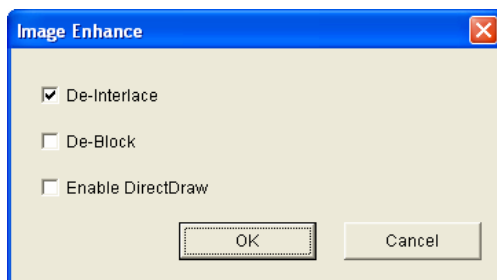 Image Enhance
De-Interlace
De-Block
Enable DirectDraw
OK Cancel